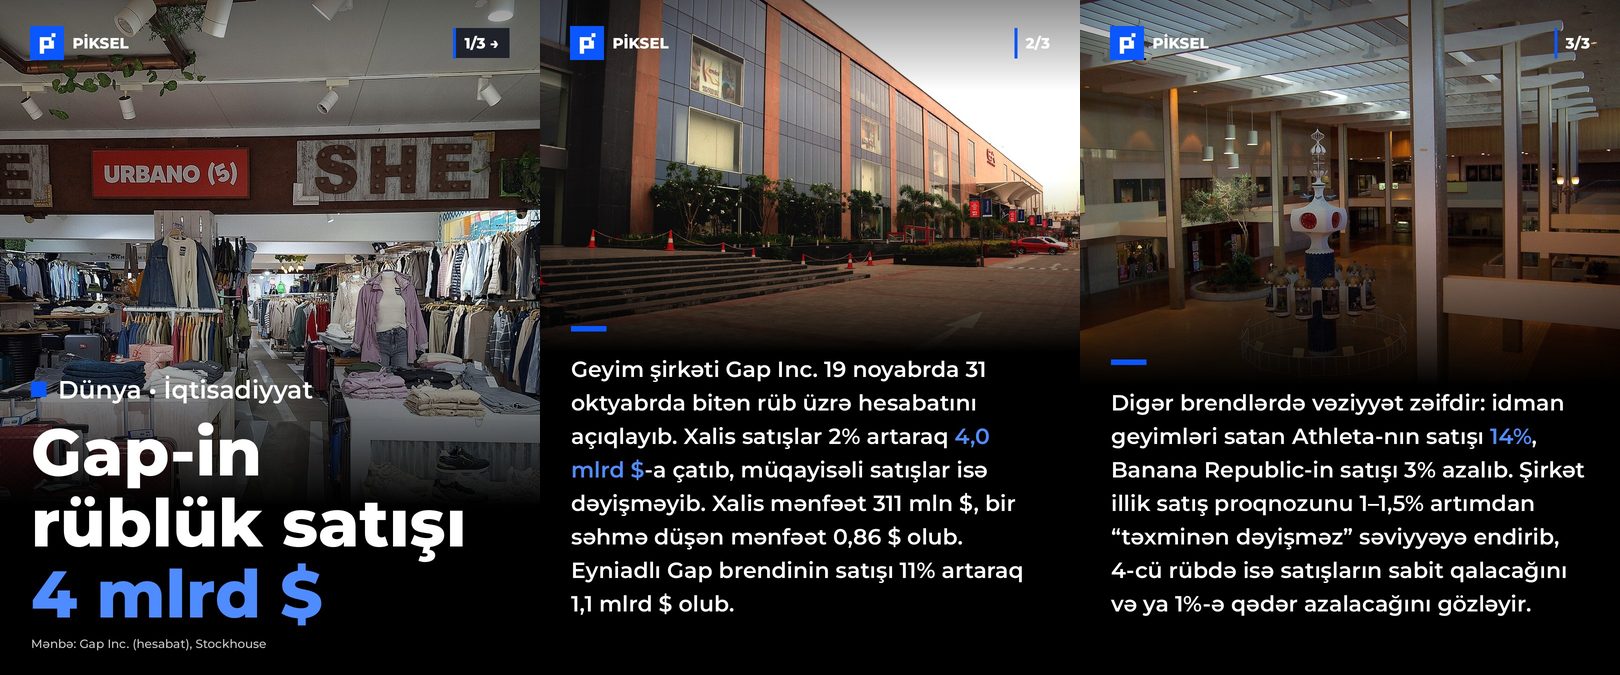 PİKSEL
1/3 →
E
URBANO (5)
SHE
Dünya • İqtisadiyyat
Gap-in
rüblük satışı
4 mlrd $
Mənbə: Gap Inc. (hesabat), Stockhouse
PİKSEL
2/3
Geyim şirkəti Gap Inc. 19 noyabrda 31
oktyabrda bitən rüb üzrə hesabatını
açıqlayıb. Xalis satışlar 2% artaraq 4,0
mlrd $-a çatıb, müqayisəli satışlar isə
dəyişməyib. Xalis mənfəət 311 mln $, bir
səhmə düşən mənfəət 0,86 $ olub.
Eyniadlı Gap brendinin satışı 11% artaraq
1,1 mlrd $ olub.
PİKSEL
3/3
Digər brendlərdə vəziyyət zəifdir: idman
geyimləri satan Athleta-nın satışı 14%,
Banana Republic-in satışı 3% azalıb. Şirkət
illik satış proqnozunu 1–1,5% artımdan
“təxminən dəyişməz” səviyyəyə endirib,
4-cü rübdə isə satışların sabit qalacağını
və ya 1%-ə qədər azalacağını gözləyir.